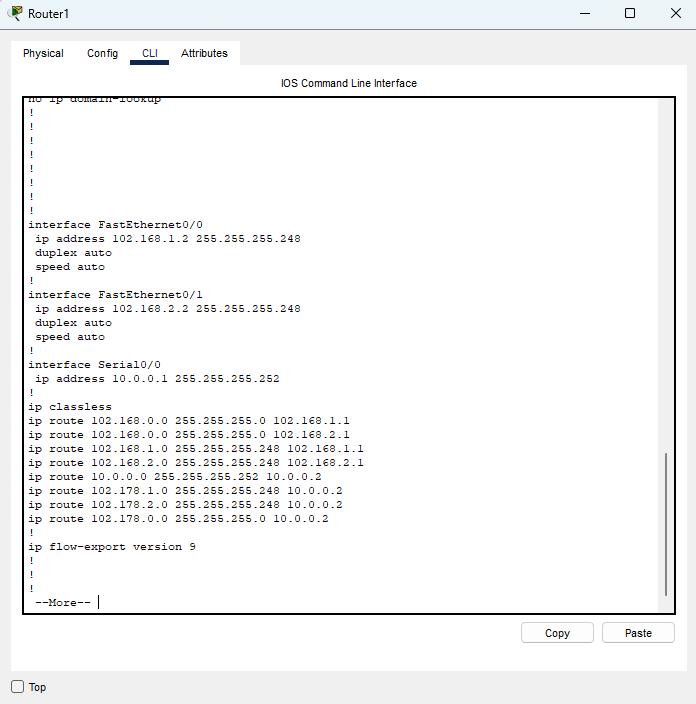 Router1
Physical Config CLI Attributes
IOS Command Line Interface
no ip domain-lookup
!
!
!
!
!
!
!
!
interface FastEthernet0/0
ip address 102.168.1.2 255.255.255.248
duplex auto
speed auto
!
interface FastEthernet0/1
ip address 102.168.2.2 255.255.255.248
duplex auto
speed auto
!
interface Serial0/0
ip address 10.0.0.1 255.255.255.252
!
ip classless
ip route 102.168.0.0 255.255.255.0 102.168.1.1
ip route 102.168.0.0 255.255.255.0 102.168.2.1
ip route 102.168.1.0 255.255.255.248 102.168.1.1
ip route 102.168.2.0 255.255.255.248 102.168.2.1
ip route 10.0.0.0 255.255.255.252 10.0.0.2
ip route 102.178.1.0 255.255.255.248 10.0.0.2
ip route 102.178.2.0 255.255.255.248 10.0.0.2
ip route 102.178.0.0 255.255.255.0 10.0.0.2
!
ip flow-export version 9
!
!
!
--More--
Copy Paste
Top